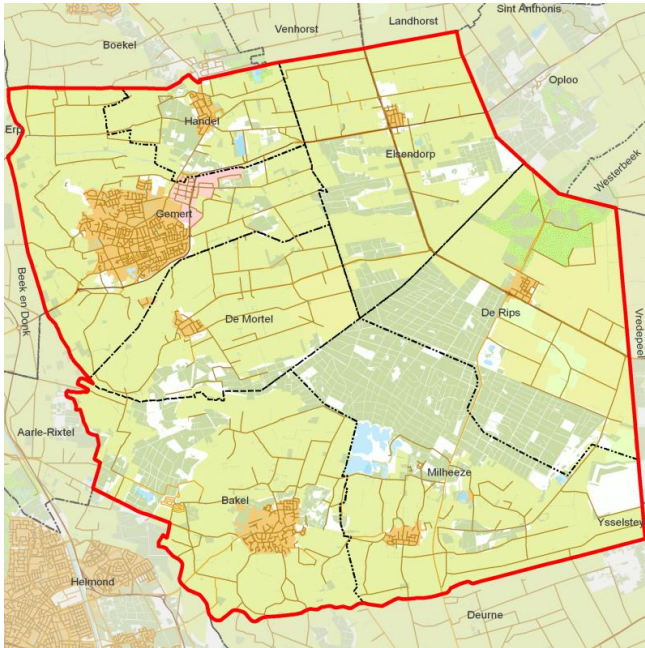 Sint Anthonis
Landhorst
Venhorst
Boekel
Oploo
Handel
Erp
Elsendorp
Westerbeek
Gemert
Beek en Donk
De Mortel
De Rips
Vredepeel
Aarle-Rixtel
Milheeze
Bakel
Ysselstey
Helmond
Deurne